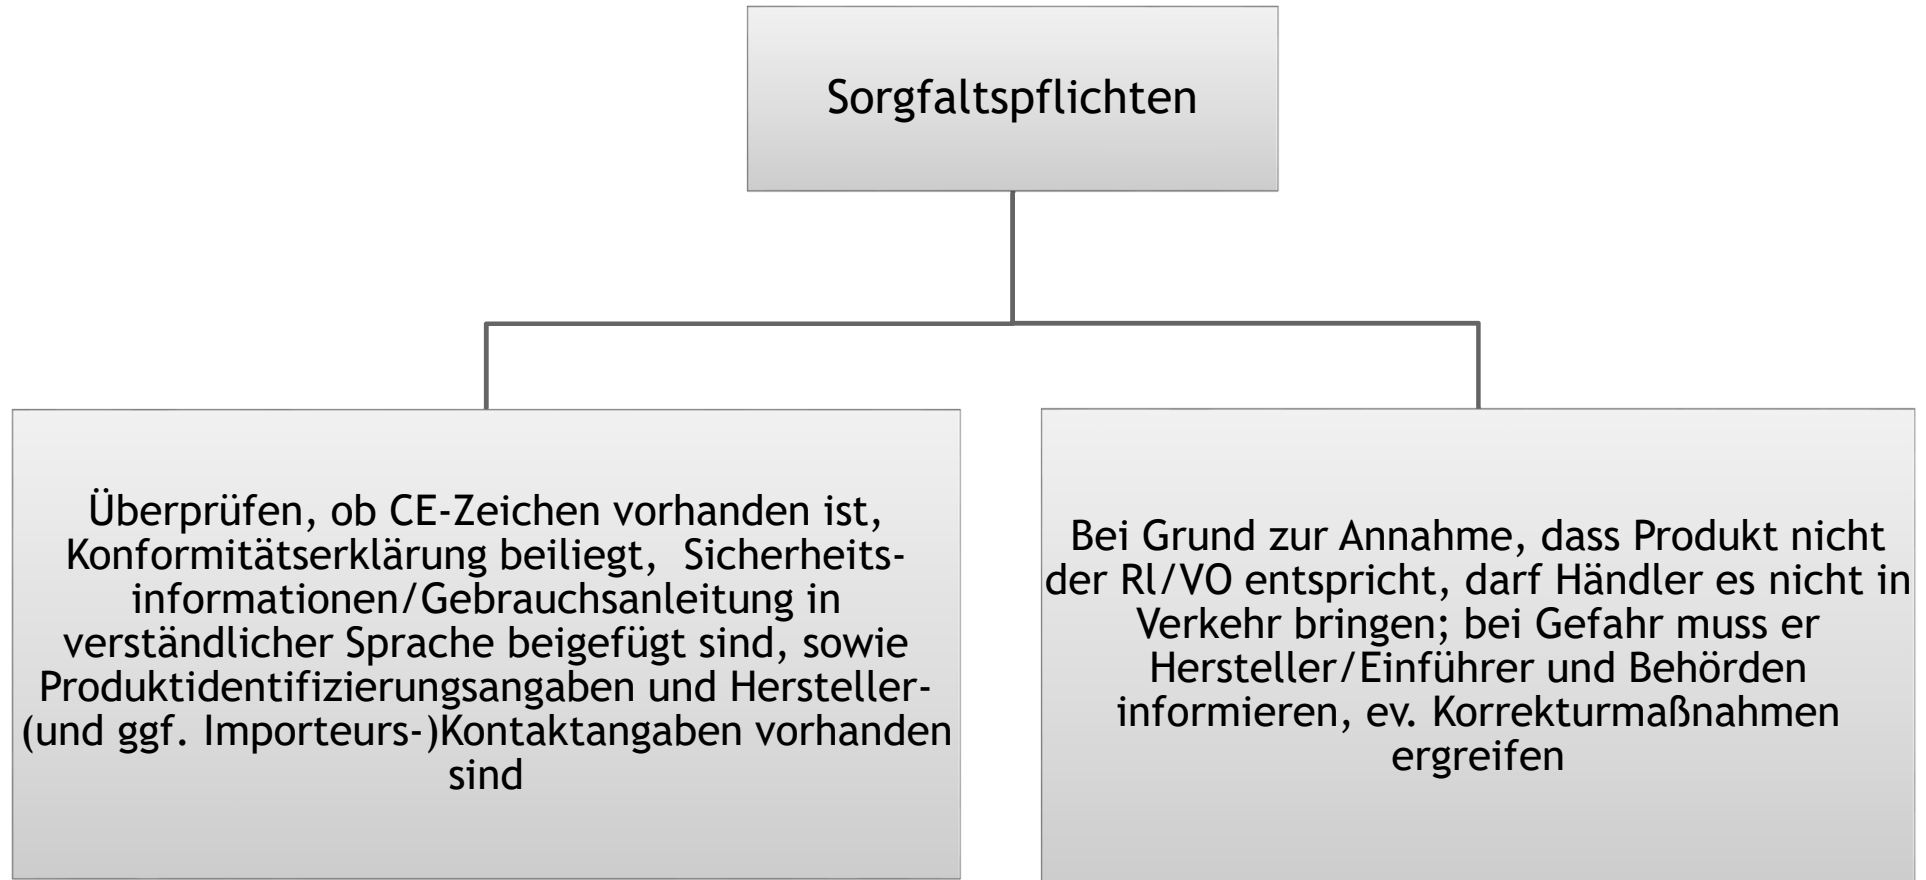 Sorgfaltspflichten
Überprüfen, ob CE-Zeichen vorhanden ist,
Konformitätserklärung beiliegt,  Sicherheits-
informationen/Gebrauchsanleitung in
verständlicher Sprache beigefügt sind, sowie
Produktidentifizierungsangaben und Hersteller-
(und ggf. Importeurs-)Kontaktangaben vorhanden
sind
Bei Grund zur Annahme, dass Produkt nicht
der Rl/VO entspricht, darf Händler es nicht in
Verkehr bringen; bei Gefahr muss er
Hersteller/Einführer und Behörden
informieren, ev. Korrekturmaßnahmen
ergreifen